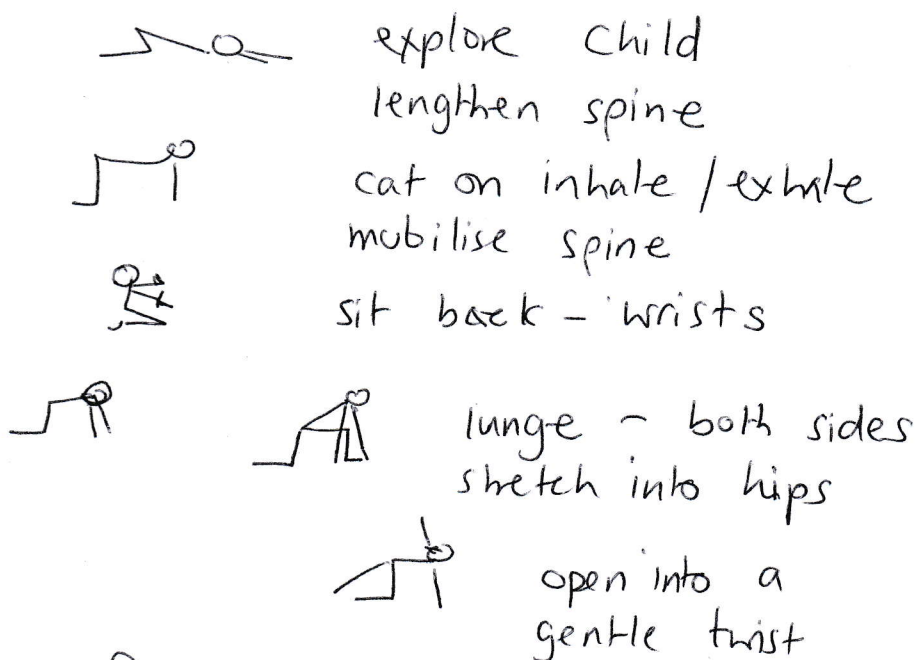 explore Child
lengthen spine
cat on inhale / exhale
mobilise spine
sit back - wrists
lunge - both sides
stretch into hips
open into a
gentle twist